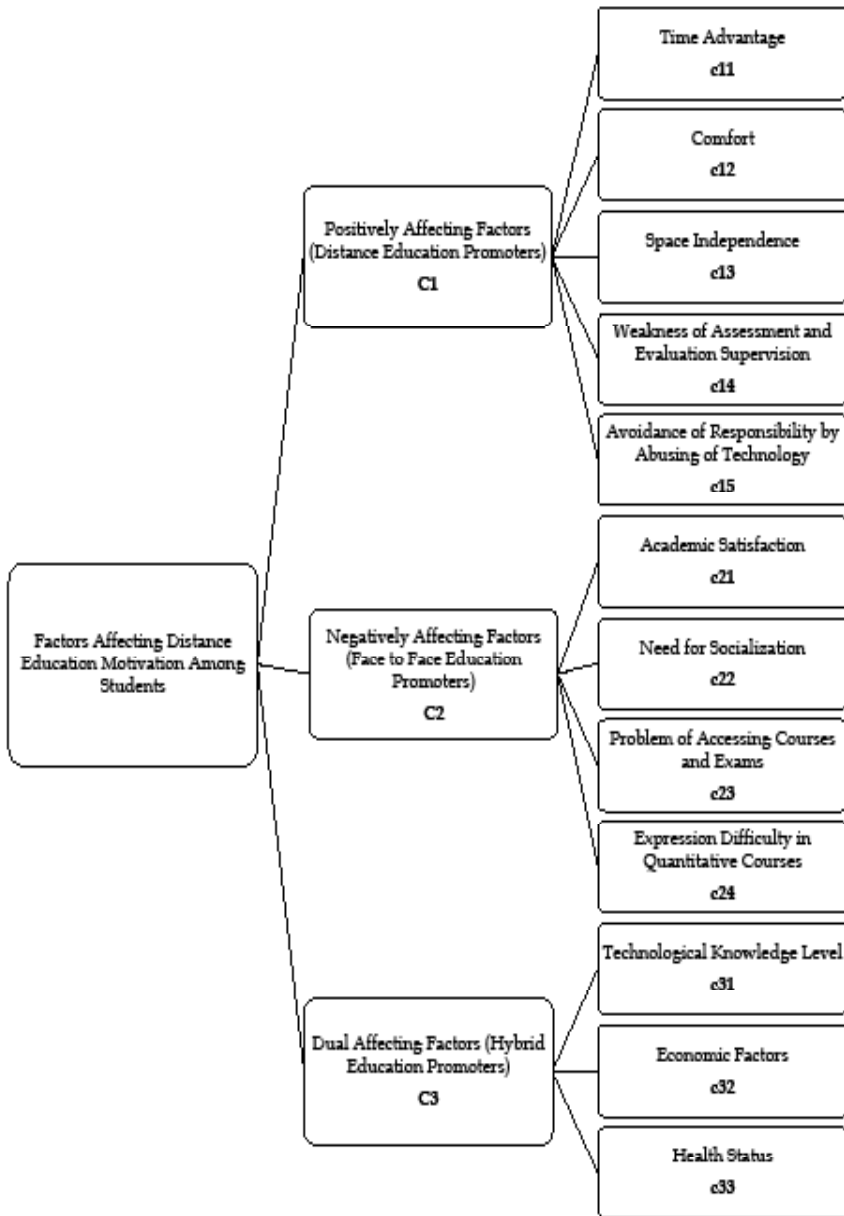 Factors Affecting Distance
Education Motivation Among
Students
Positively Affecting Factors
(Distance Education Promoters)
C1
Time Advantage
c11
Comfort
c12
Space Independence
c13
Weakness of Assessment and
Evaluation Supervision
c14
Avoidance of Responsibility by
Abusing of Technology
c15
Negatively Affecting Factors
(Face to Face Education
Promoters)
C2
Academic Satisfaction
c21
Need for Socialization
c22
Problem of Accessing Courses
and Exams
c23
Expression Difficulty in
Quantitative Courses
c24
Dual Affecting Factors (Hybrid
Education Promoters)
C3
Technological Knowledge Level
c31
Economic Factors
c32
Health Status
c33